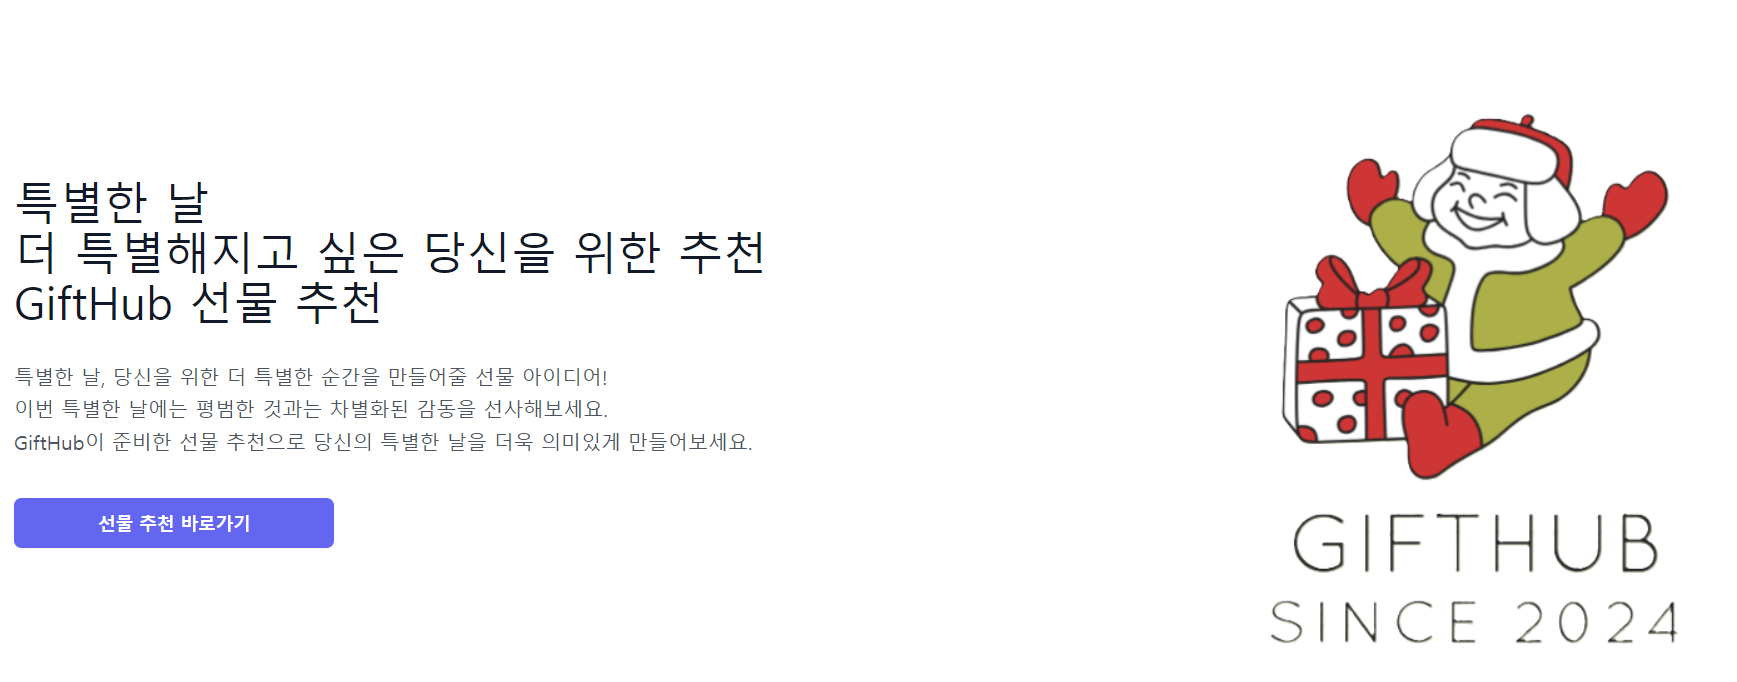 특별한 날
더 특별해지고 싶은 당신을 위한 추천
GiftHub 선물 추천
특별한 날, 당신을 위한 더 특별한 순간을 만들어줄 선물 아이디어!
이번 특별한 날에는 평범한 것과는 차별화된 감동을 선사해보세요.
GiftHub이 준비한 선물 추천으로 당신의 특별한 날을 더욱 의미있게 만들어보세요.
선물 추천 바로가기
GIFTHUB
SINCE 2024